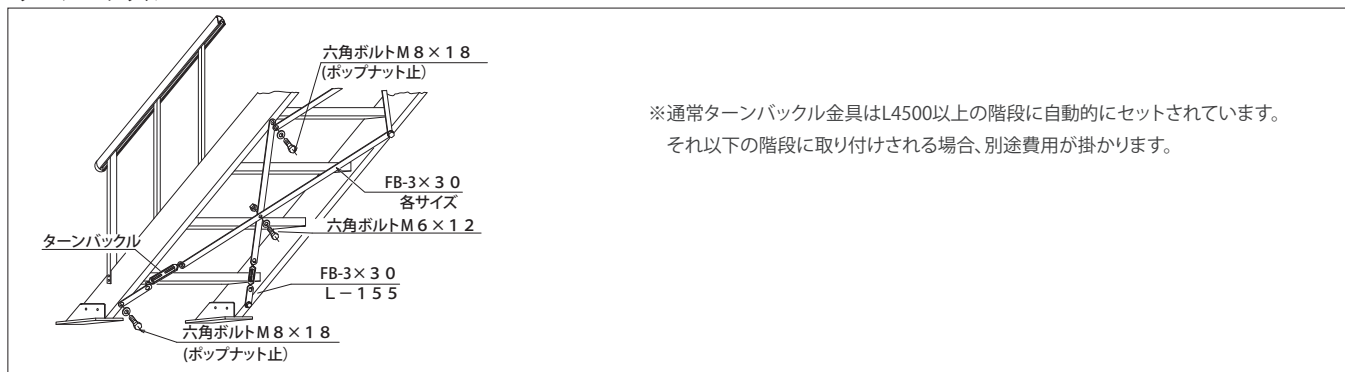 六角ボルトM8×18
(ポップナット止)
※通常ターンバックル金具はL4500以上の階段に自動的にセットされています。
それ以下の階段に取り付けされる場合、別途費用が掛かります。
FB-3×30
各サイズ
六角ボルトM6×12
ターンバックル
FB-3×30
L-155
六角ボルトM8×18
(ポップナット止)